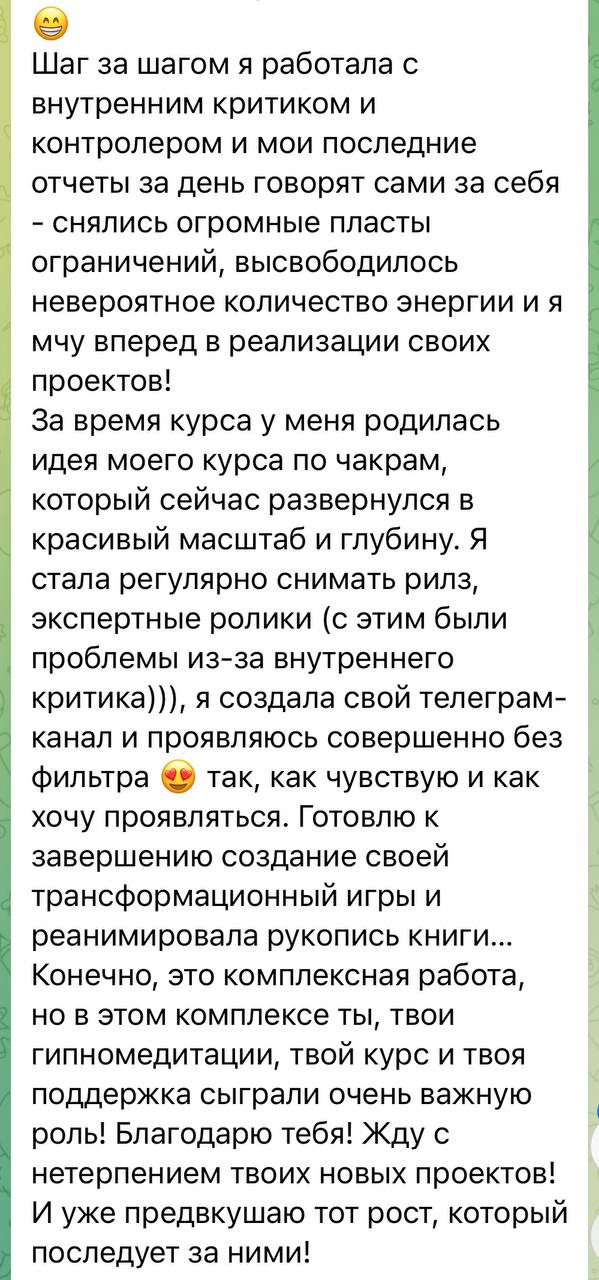 😁
Шаг за шагом я работала с
внутренним критиком и
контролером и мои последние
отчеты за день говорят сами за себя
- снялись огромные пласты
ограничений, высвободилось
невероятное количество энергии и я
мчу вперед в реализации своих
проектов!
За время курса у меня родилась
идея моего курса по чакрам,
который сейчас развернулся в
красивый масштаб и глубину. Я
стала регулярно снимать рилз,
экспертные ролики (с этим были
проблемы из-за внутреннего
критика))), я создала свой телеграм-
канал и проявляюсь совершенно без
фильтра 😍 так, как чувствую и как
хочу проявляться. Готовлю к
завершению создание своей
трансформационный игры и
реанимировала рукопись книги...
Конечно, это комплексная работа,
но в этом комплексе ты, твои
гипномедитации, твой курс и твоя
поддержка сыграли очень важную
роль! Благодарю тебя! Жду с
нетерпением твоих новых проектов!
И уже предвкушаю тот рост, который
последует за ними!